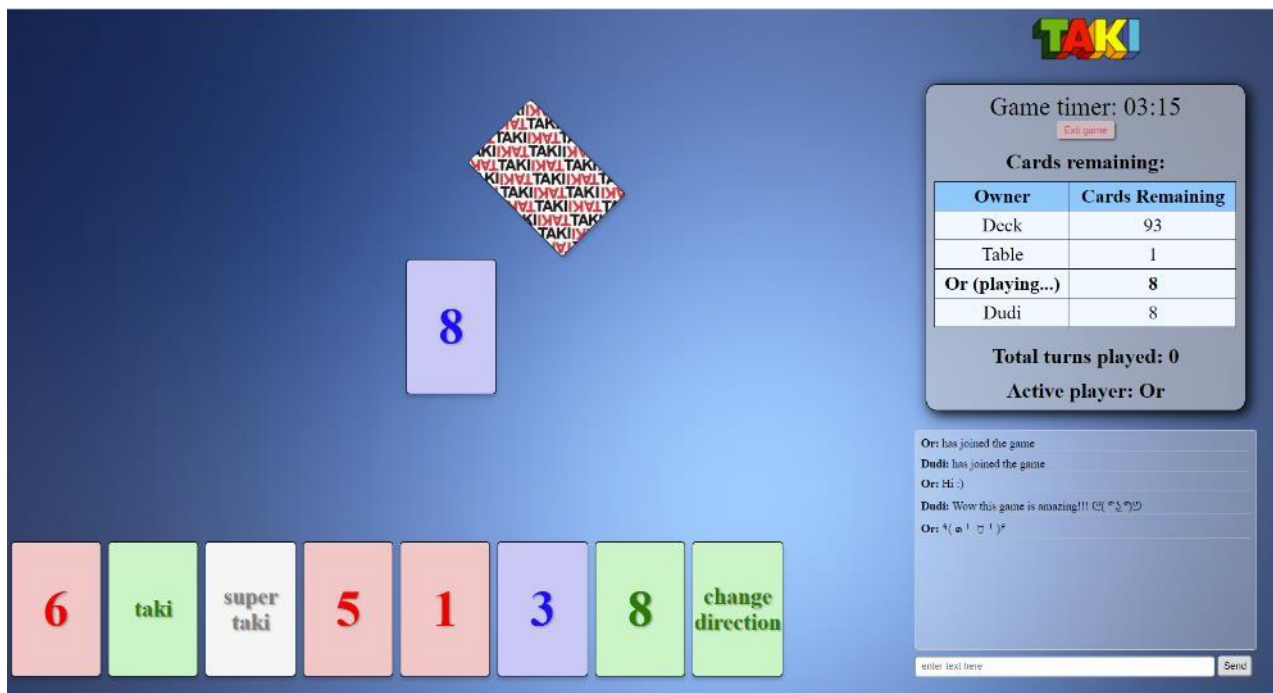 TAKI
Game timer: 03:15
Exit game
Cards remaining:
Owner Cards Remaining
Deck 93
Table 1
Or (playing...) 8
Dudi 8
Total turns played: 0
Active player: Or
8
Or: has joined the game
Dudi: has joined the game
Or: Hi :)
Dudi: Wow this game is amazing!!!
Or:
enter text here Send
6 taki super taki 5 1 3 8 change direction